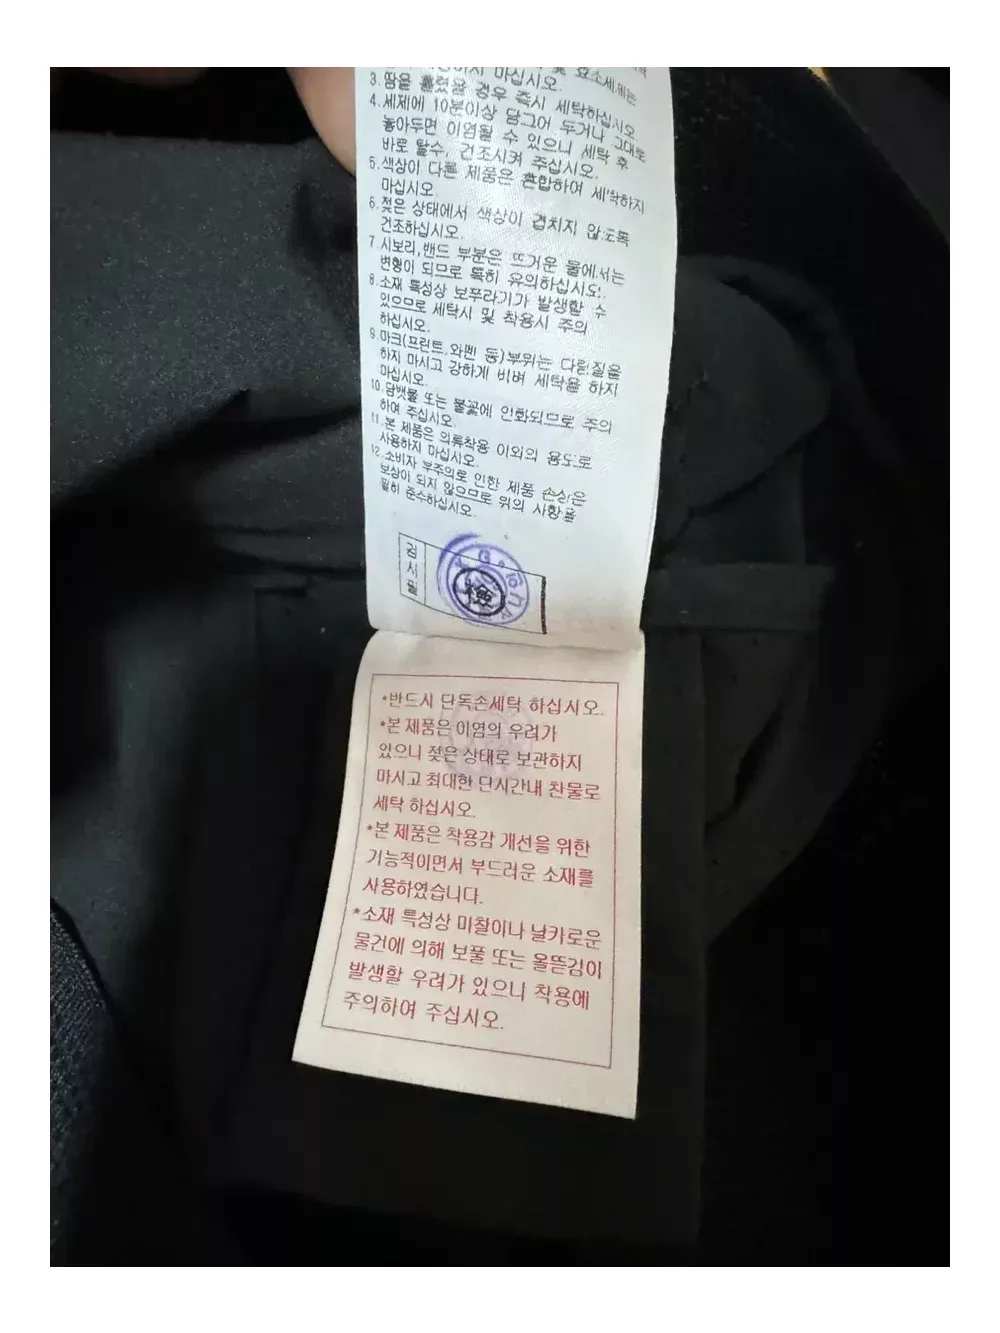 하지 마십시오. 및 효소세제는
3.땀을 흘렸을 경우 즉시 세탁하십시오
4.세제에 10분이상 담그어 두거나 그대로
놓아두면 이염될 수 있으니 세탁 후
바로 탈수, 건조시켜 주십시오.
5.색상이 다른 제품은 혼합하여 세탁하지
마십시오.
6.젖은 상태에서 색상이 겹치지 않도록
건조하십시오.
7.시보리,밴드 부분은 뜨거운 물에서는
변형이 되므로 특히 유의하십시오.
8.소재 특성상 보푸라기가 발생할 수
있으므로 세탁시 및 착용시 주의
하십시오.
9.마크(프린트,와펜 등)부위는 다림질을
하지 마시고 강하게 비벼 세탁을 하지
마십시오.
10.담뱃불 또는 불꽃에 인화되므로 주의
하여 주십시오.
11.본 제품은 의류착용 이외의 용도로
사용하지 마십시오.
12.소비자 부주의로 인한 제품 손상은
보상이 되지 않으므로 위의 사항을
필히 준수하십시오.
검
시
필
檢
*반드시 단독손세탁 하십시오.
*본 제품은 이염의 우려가
있으니 젖은 상태로 보관하지
마시고 최대한 단시간내 찬물로
세탁 하십시오.
*본 제품은 착용감 개선을 위한
기능적이면서 부드러운 소재를
사용하였습니다.
*소재 특성상 마찰이나 날카로운
물건에 의해 보풀 또는 올뜯김이
발생할 우려가 있으니 착용에
주의하여 주십시오.